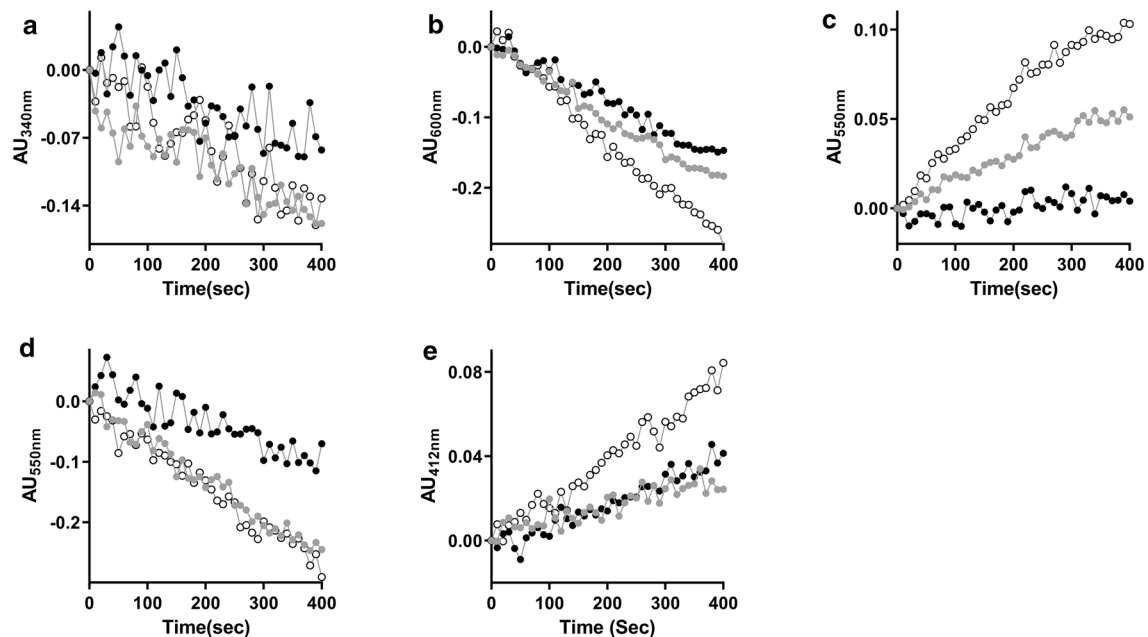 a
0.00
-0.07
-0.14
AU340nm
0 100 200 300 400
Time(sec)
b
0.0
-0.1
-0.2
AU600nm
0 100 200 300 400
Time(sec)
c
0.10
0.05
0.00
AU550nm
0 100 200 300 400
Time(sec)
d
0.0
-0.1
-0.2
AU550nm
0 100 200 300 400
Time(sec)
e
0.08
0.04
0.00
AU412nm
0 100 200 300 400
Time (Sec)